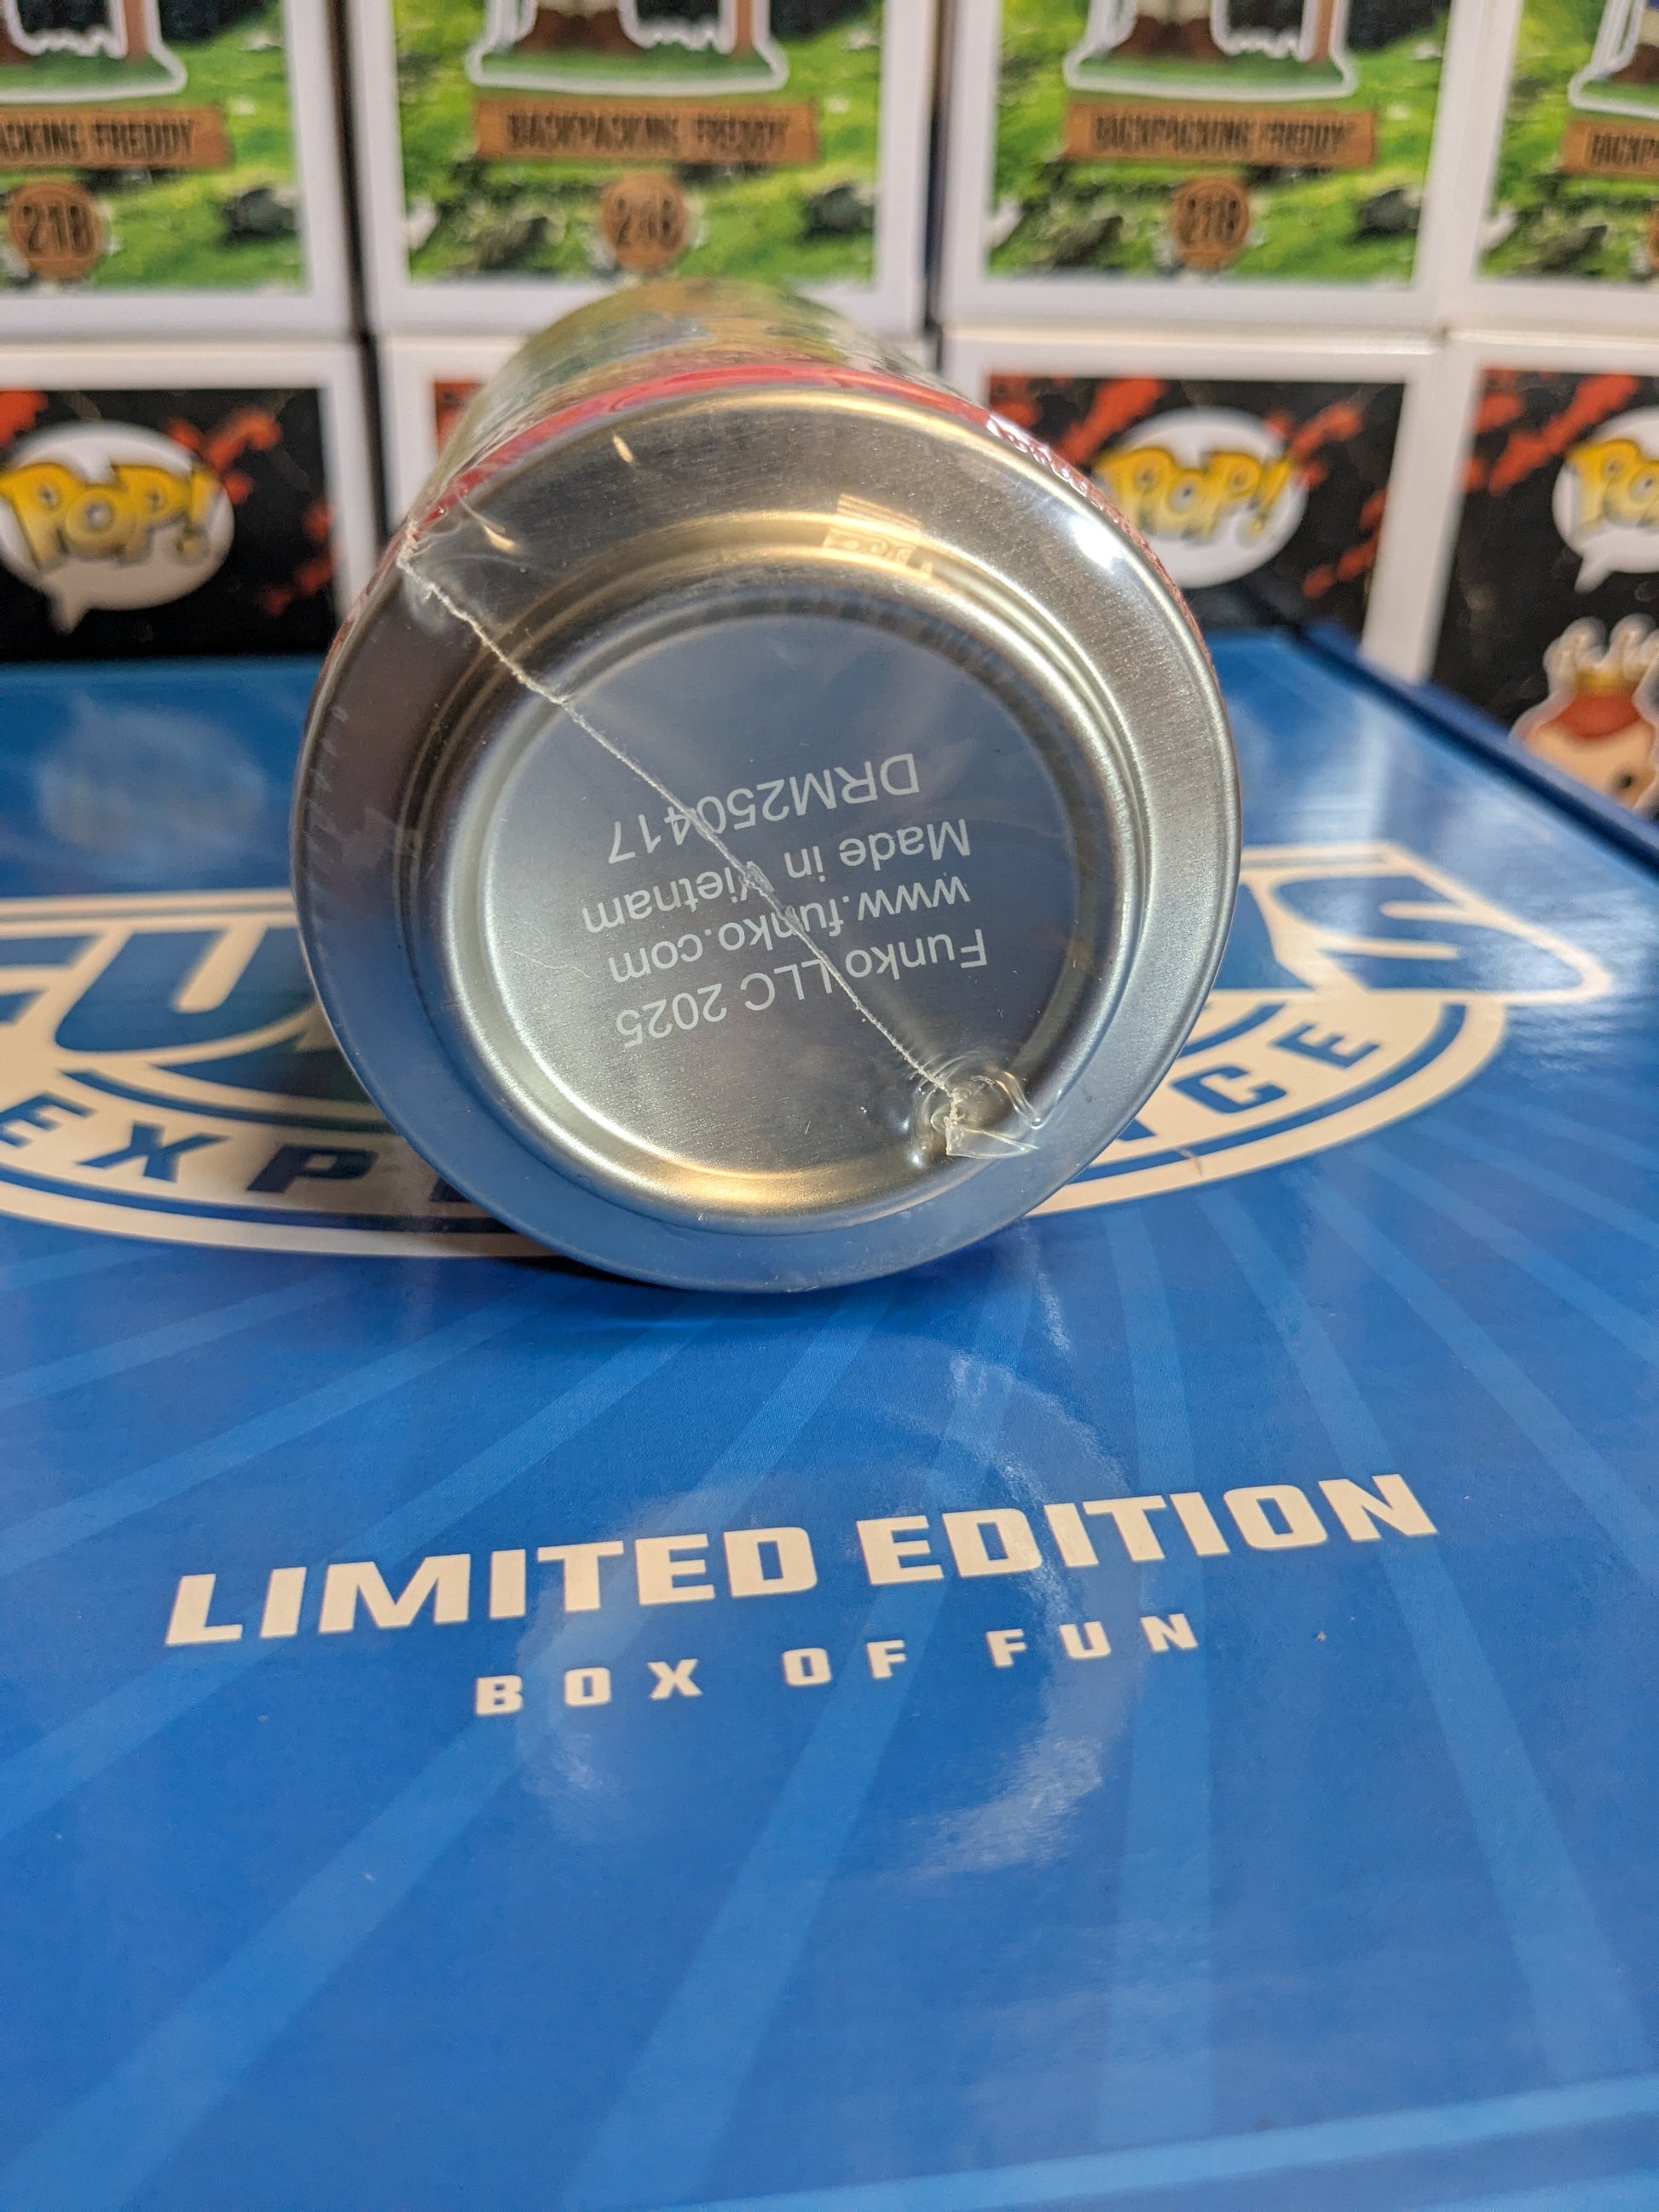 BACKPACKING FREDDY
BACKPACKING FREDDY
218
218
218
POP!
POP!
Funko LLC 2025
www.funko.com
Made in Vietnam
DRM250417
LIMITED EDITION
BOX OF FUN